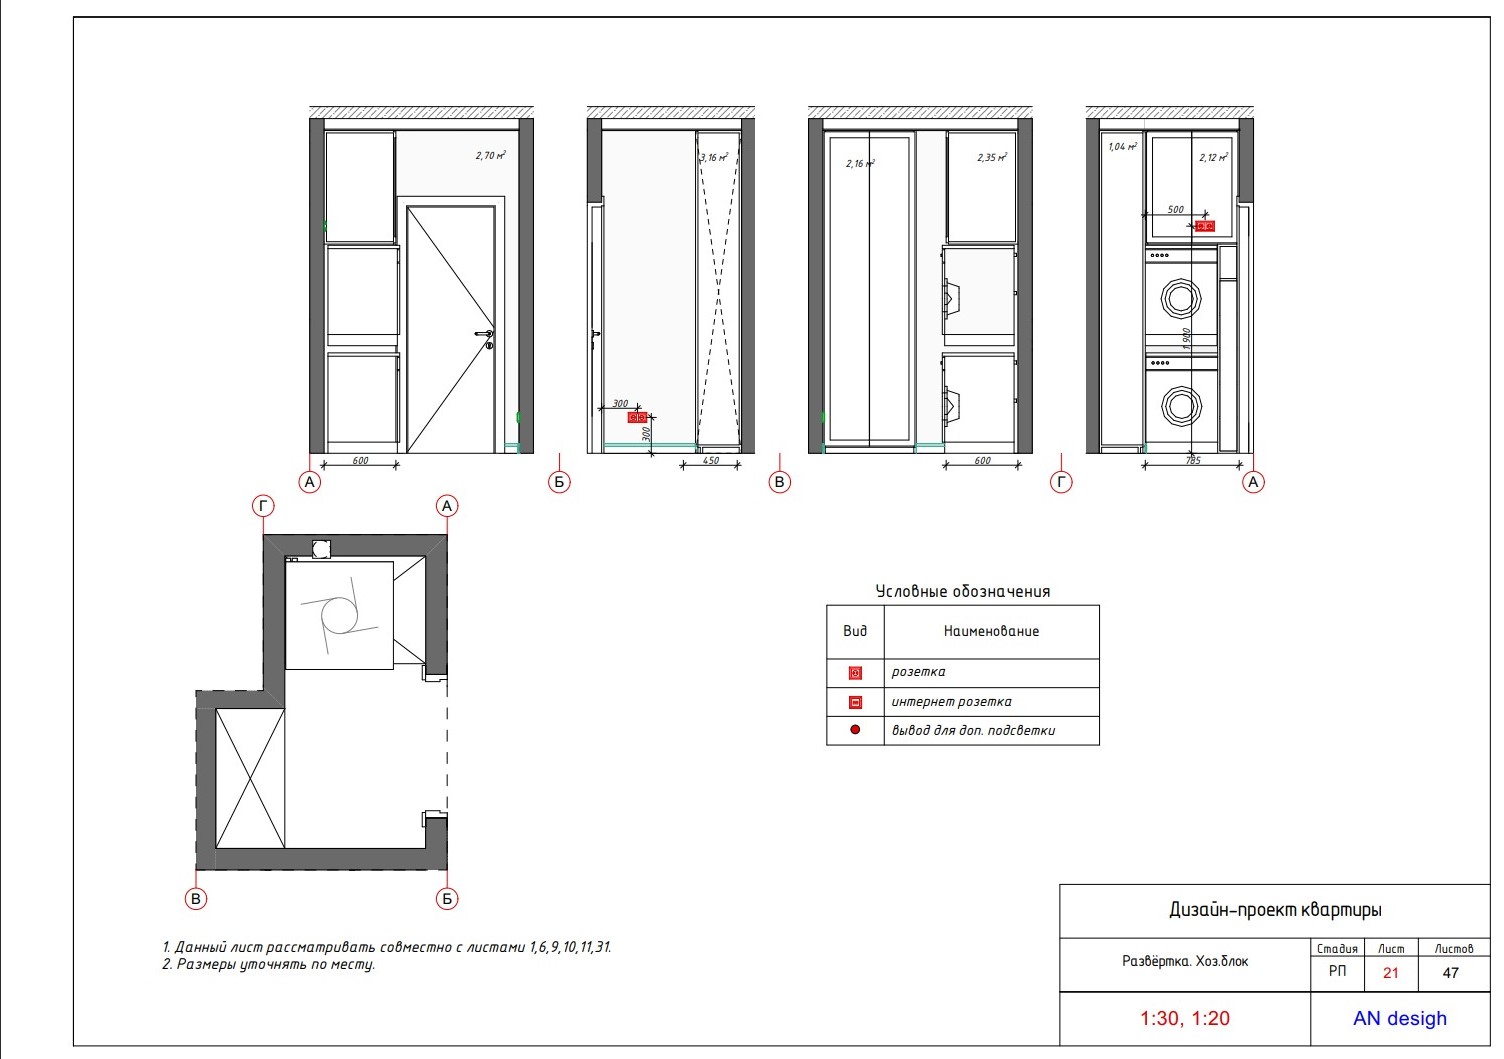 2,70 м²
3,16 м²
2,16 м²
2,35 м²
1,04 м²
2,12 м²
500
1 900
300
300
600
450
600
785
А
Б
В
Г
А
Г
А
В
Б
Условные обозначения
Вид Наименование
розетка
интернет розетка
вывод для доп. подсветки
1. Данный лист рассматривать совместно с листами 1,6,9,10,11,31.
2. Размеры уточнять по месту.
Дизайн-проект квартиры
Развёртка. Хоз.блок
Стадия Лист Листов
РП 21 47
1:30, 1:20
AN desigh